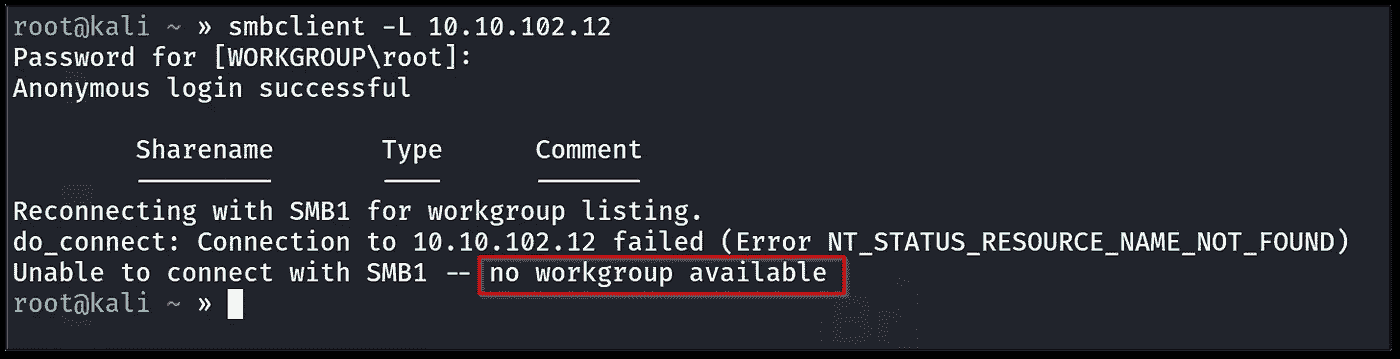 root@kali ~ » smbclient -L 10.10.102.12
Password for [WORKGROUP\root]:
Anonymous login successful
Sharename Type Comment
Reconnecting with SMB1 for workgroup listing.
do_connect: Connection to 10.10.102.12 failed (Error NT_STATUS_RESOURCE_NAME_NOT_FOUND)
Unable to connect with SMB1 -- no workgroup available
root@kali ~ »